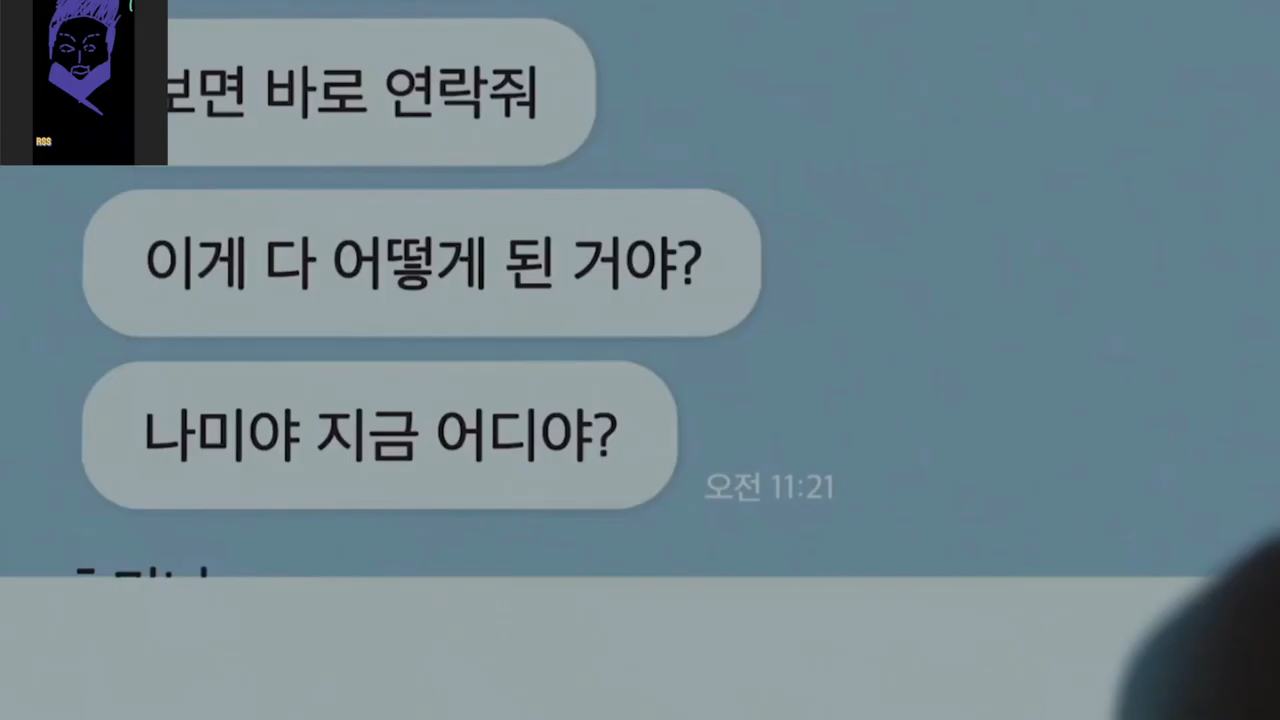 RSS
보면 바로 연락줘
이게 다 어떻게 된 거야?
나미야 지금 어디야?
오전 11:21